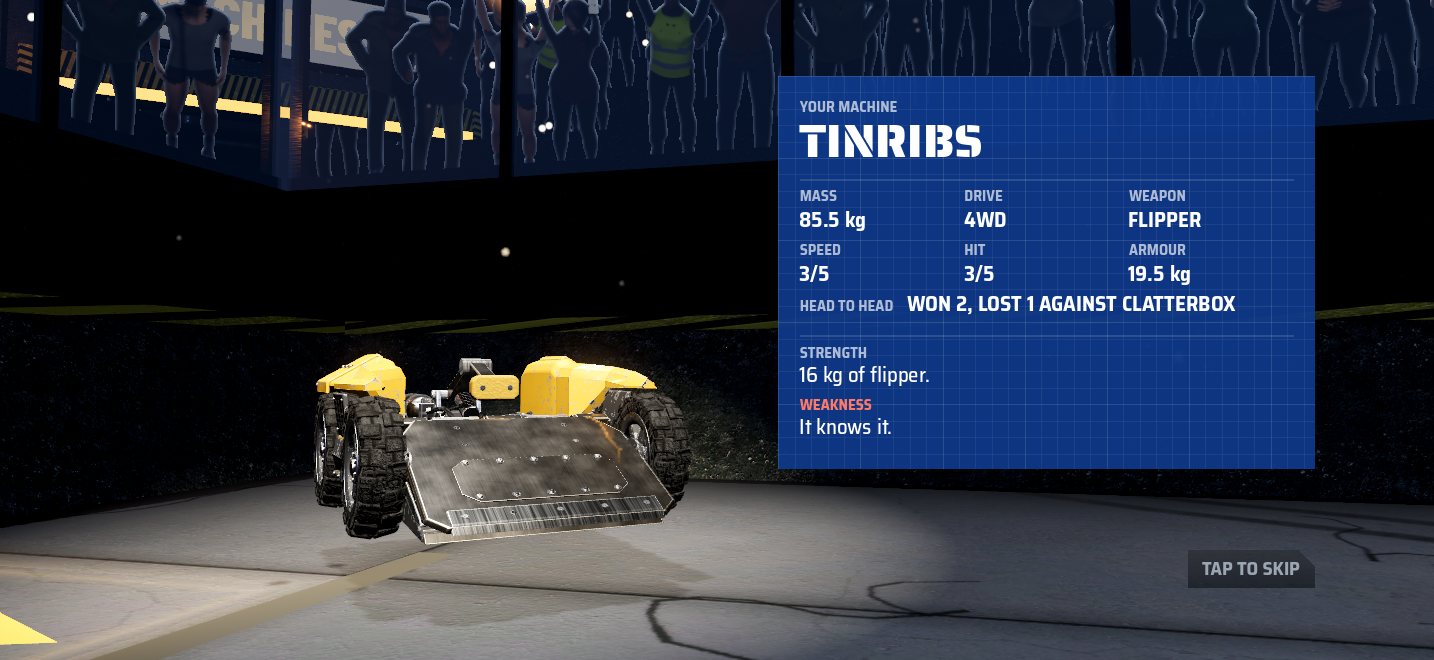 YOUR MACHINE
TINRIBS
MASS DRIVE WEAPON
85.5 kg 4WD FLIPPER
SPEED HIT ARMOUR
3/5 3/5 19.5 kg
HEAD TO HEAD WON 2, LOST 1 AGAINST CLATTERBOX
STRENGTH
16 kg of flipper.
WEAKNESS
It knows it.
TAP TO SKIP